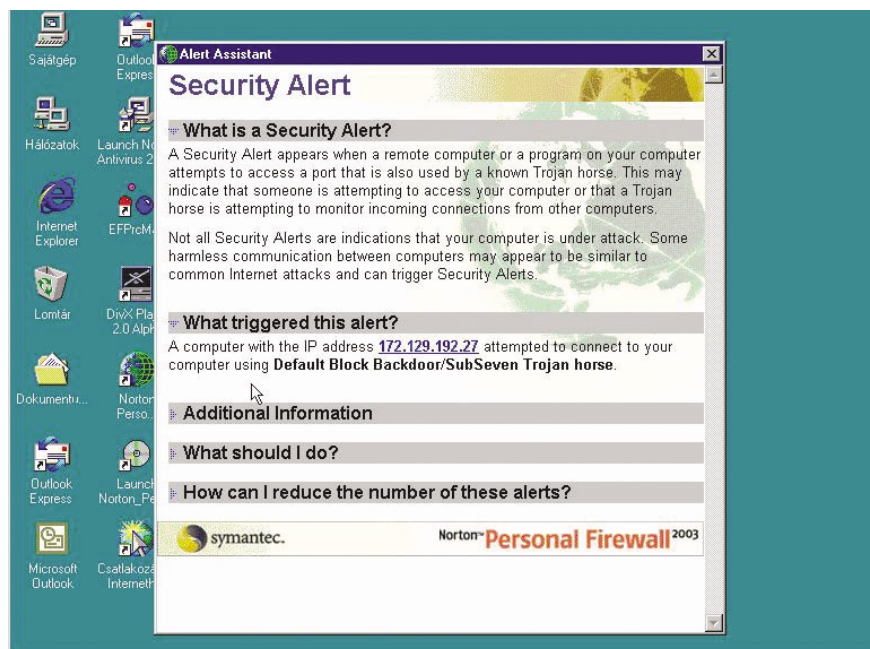 Sajátgép
Outlool
Expres
Hálózatok
Launch No
Antivirus 2
Internet
Explorer
EFPrcM
Lomtár
DivX Pla
2.0 Alph
Dokumentu...
Norton
Perso..
Outlook
Express
Launch
Norton_Pe
Microsoft
Outlook
Csatlakozá
Interneth
Alert Assistant
Security Alert
What is a Security Alert?
A Security Alert appears when a remote computer or a program on your computer
attempts to access a port that is also used by a known Trojan horse. This may
indicate that someone is attempting to access your computer or that a Trojan
horse is attempting to monitor incoming connections from other computers.
Not all Security Alerts are indications that your computer is under attack. Some
harmless communication between computers may appear to be similar to
common Internet attacks and can trigger Security Alerts.
What triggered this alert?
A computer with the IP address 172.129.192.27 attempted to connect to your
computer using Default Block Backdoor/SubSeven Trojan horse.
Additional Information
What should I do?
How can I reduce the number of these alerts?
symantec.
Norton™ Personal Firewall 2003